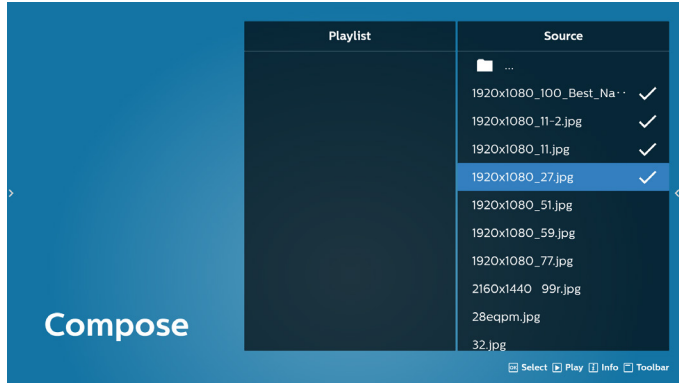 Playlist
Source
...
1920x1080_100_Best_Na··
1920x1080_11-2.jpg
1920x1080_11.jpg
1920x1080_27.jpg
1920x1080_51.jpg
1920x1080_59.jpg
1920x1080_77.jpg
2160x1440 99r.jpg
28eqpm.jpg
32.jpg
Compose
OK Select Play i Info Toolbar